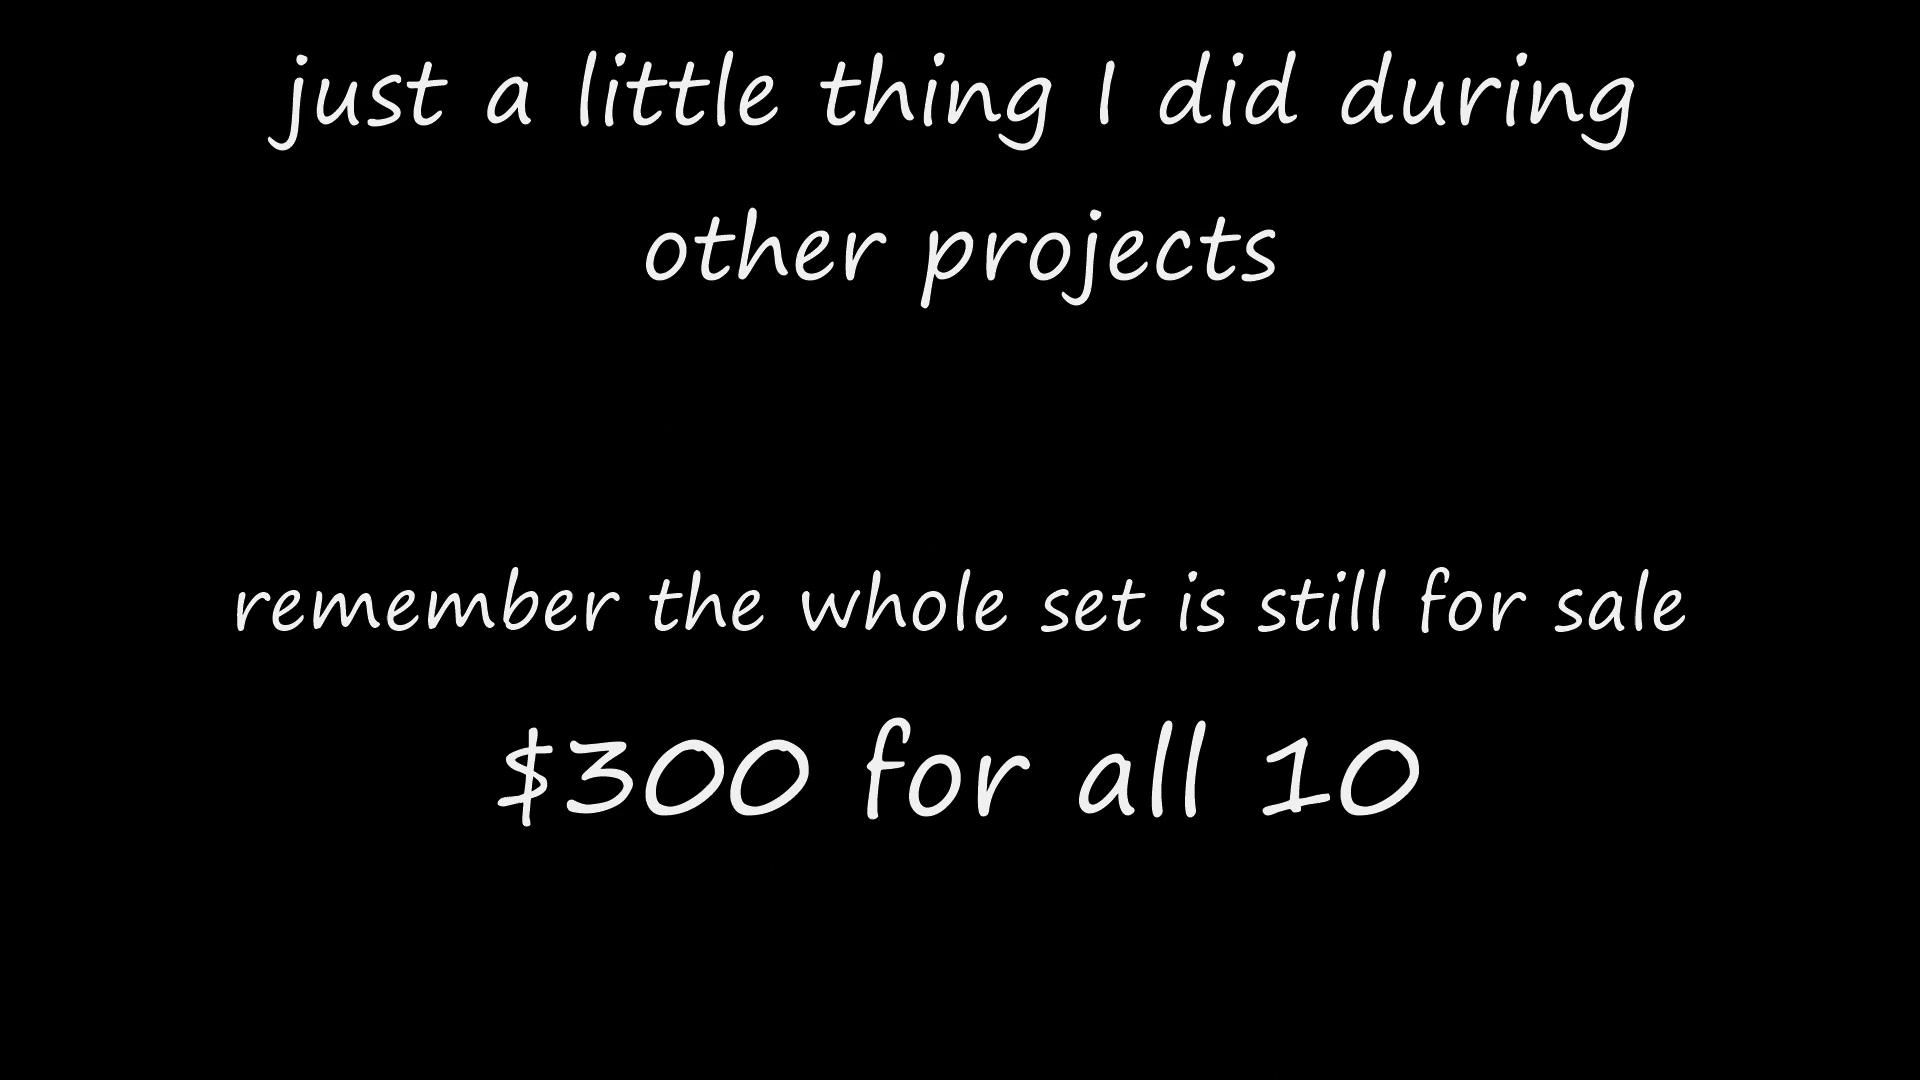 just a little thing I did during
other projects
remember the whole set is still for sale
$300 for all 10